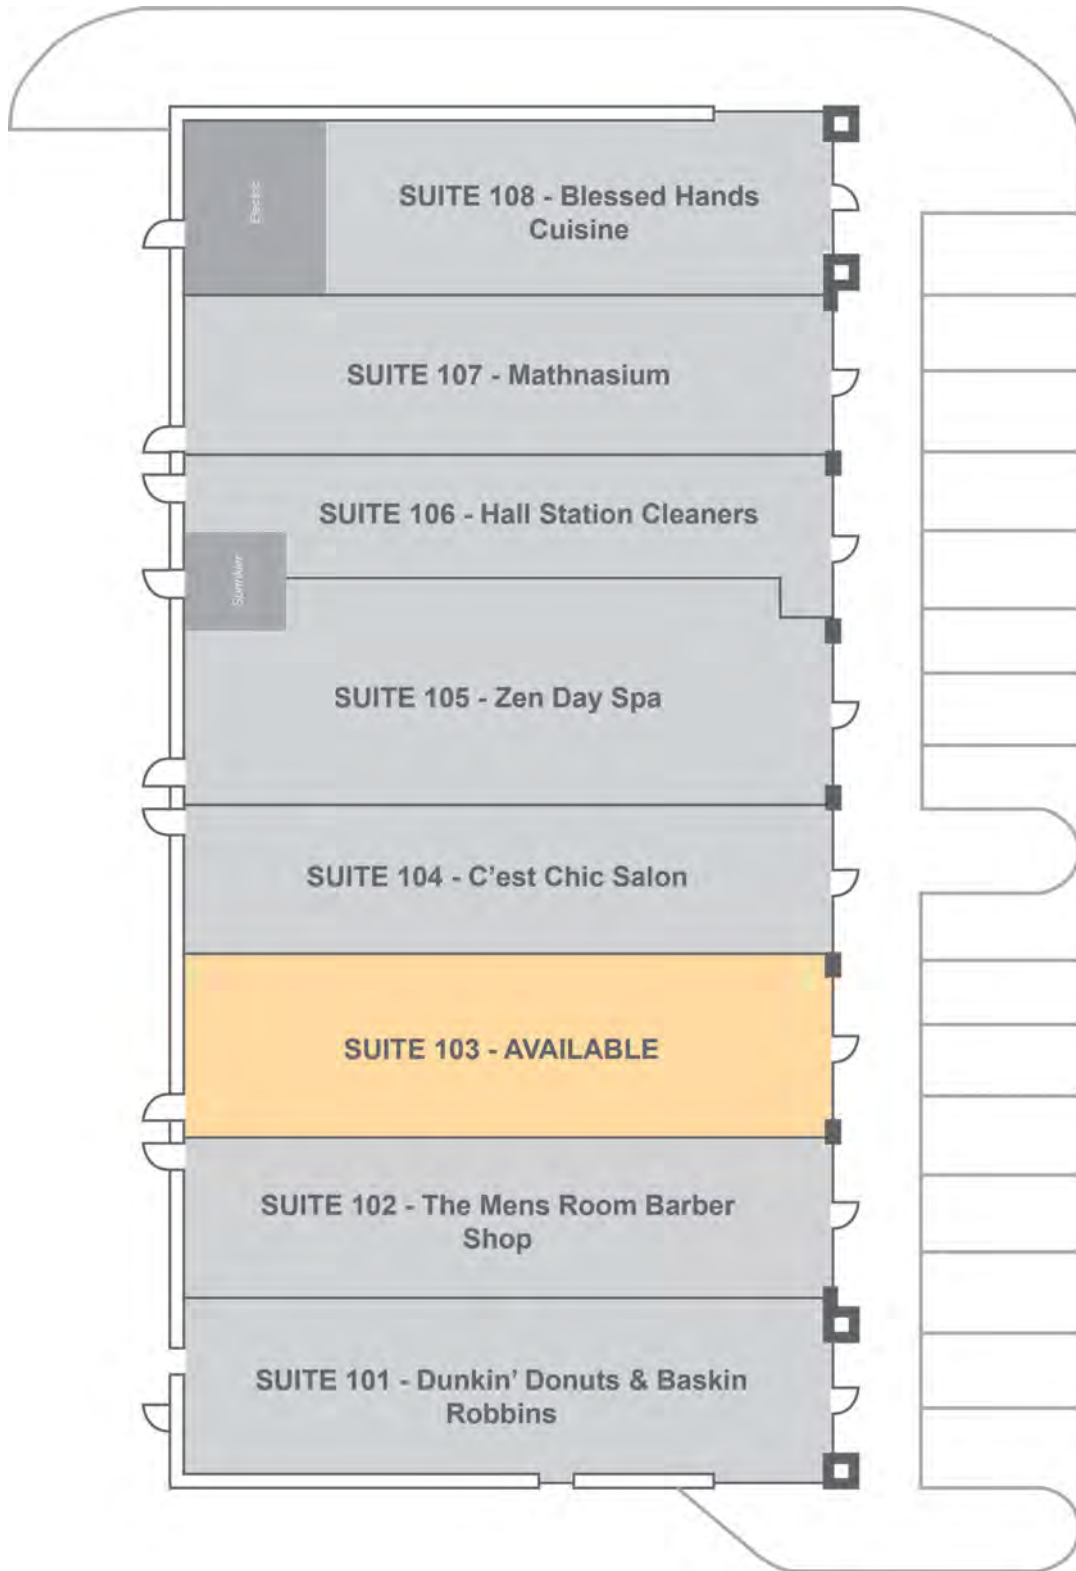 Electric
SUITE 108 - Blessed Hands
Cuisine
SUITE 107 - Mathnasium
SUITE 106 - Hall Station Cleaners
Sprinkler
SUITE 105 - Zen Day Spa
SUITE 104 - C'est Chic Salon
SUITE 103 - AVAILABLE
SUITE 102 - The Mens Room Barber
Shop
SUITE 101 - Dunkin' Donuts & Baskin
Robbins